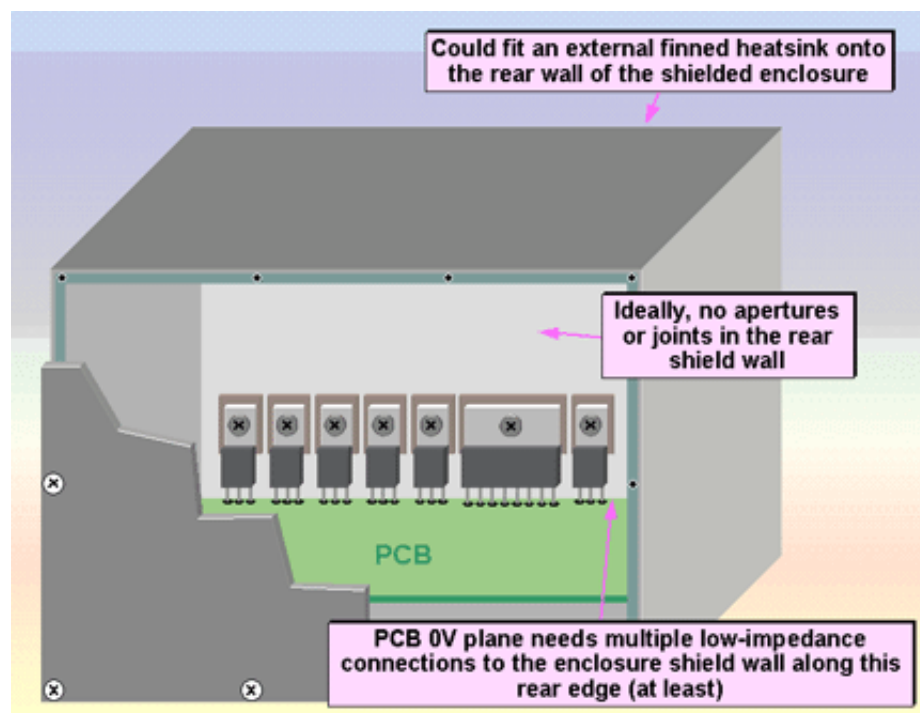 Could fit an external finned heatsink onto
the rear wall of the shielded enclosure
Ideally, no apertures
or joints in the rear
shield wall
PCB
PCB 0V plane needs multiple low-impedance
connections to the enclosure shield wall along this
rear edge (at least)